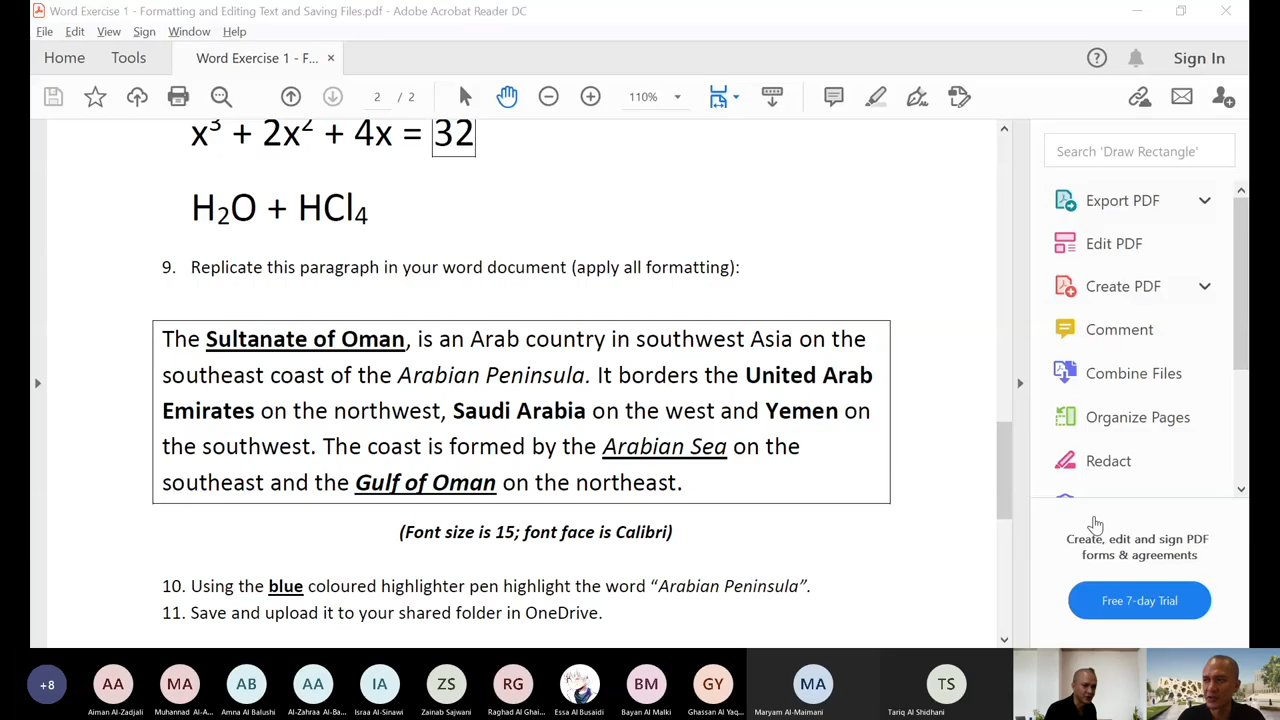 Word Exercise 1 - Formatting and Editing Text and Saving Files.pdf - Adobe Acrobat Reader DC
File Edit View Sign Window Help
Home Tools Word Exercise 1 - F... × Sign In
2 / 2 110%
x³ + 2x² + 4x = 32
H₂O + HCl₄
9. Replicate this paragraph in your word document (apply all formatting):
The Sultanate of Oman, is an Arab country in southwest Asia on the
southeast coast of the Arabian Peninsula. It borders the United Arab
Emirates on the northwest, Saudi Arabia on the west and Yemen on
the southwest. The coast is formed by the Arabian Sea on the
southeast and the Gulf of Oman on the northeast.
(Font size is 15; font face is Calibri)
10. Using the blue coloured highlighter pen highlight the word “Arabian Peninsula”.
11. Save and upload it to your shared folder in OneDrive.
Search 'Draw Rectangle'
Export PDF
Edit PDF
Create PDF
Comment
Combine Files
Organize Pages
Redact
Create, edit and sign PDF
forms & agreements
Free 7-day Trial
+8 AA MA AB AA IA ZS RG BM GY MA TS
Aiman Al-Zadjali Muhannad Al-A... Amna Al Balushi Al-Zahraa Al-Ba... Israa Al-Sinawi Zainab Sajwani Raghad Al Ghai... Essa Al Busaidi Bayan Al Malki Ghassan Al Yaq... Maryam Al-Maimani Tariq Al Shidhani